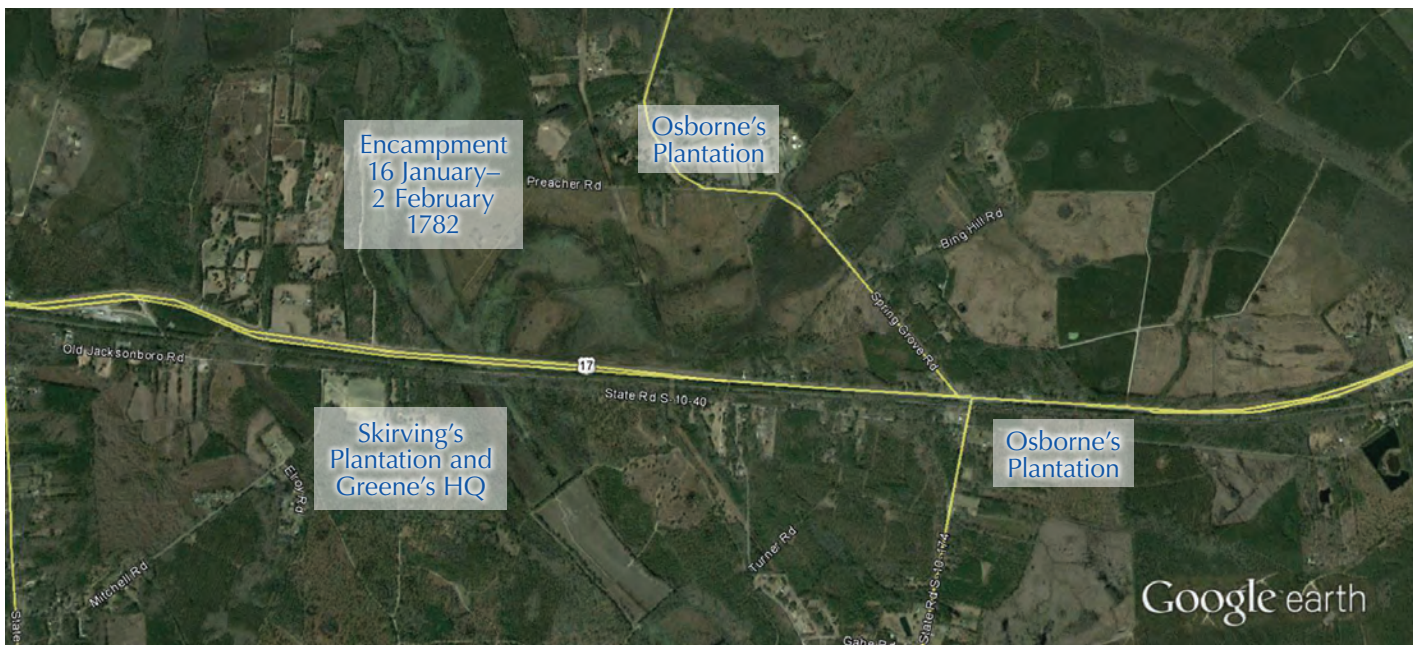 Encampment
16 January–
2 February
1782
Osborne's
Plantation
Preacher Rd
Bing Hill Rd
Spring Grove Rd
Old Jacksonboro Rd
17
State Rd S-10-40
Skirving's
Plantation and
Greene's HQ
Osborne's
Plantation
Elroy Rd
Mitchell Rd
Turner Rd
State Rd S-10-174
State
Gabe Rd
Google earth